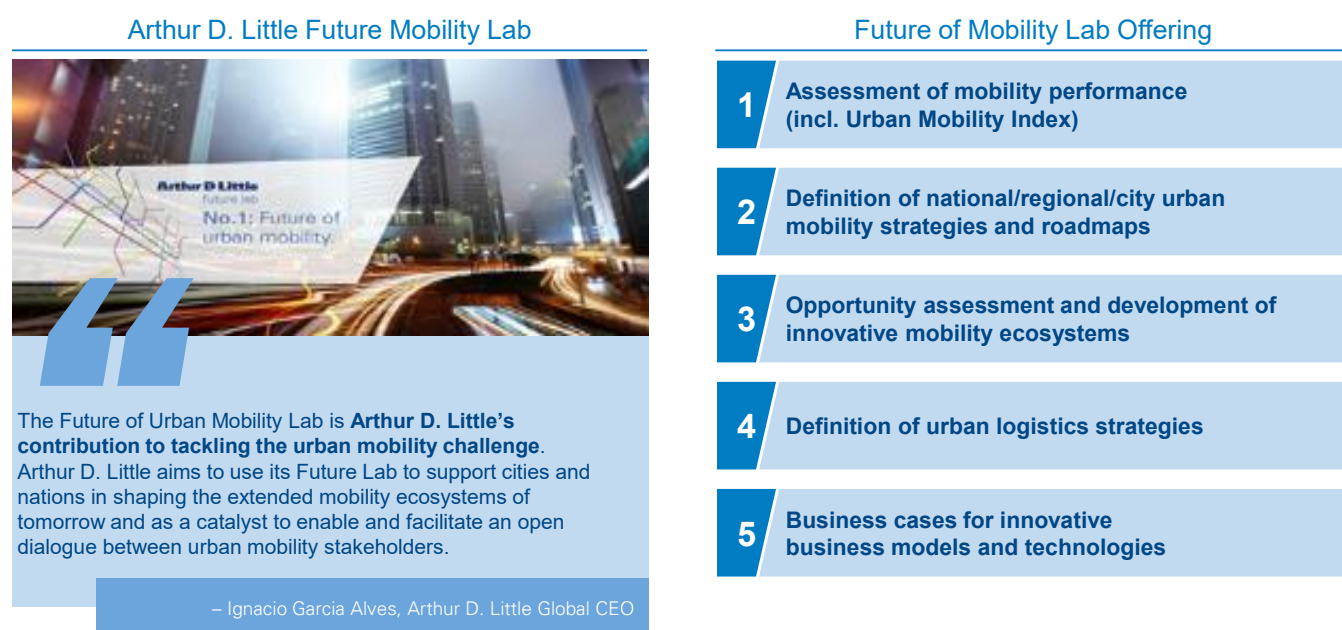 Arthur D. Little Future Mobility Lab
Arthur D Little
future lab
No.1: Future of
urban mobility.
“
The Future of Urban Mobility Lab is Arthur D. Little’s
contribution to tackling the urban mobility challenge.
Arthur D. Little aims to use its Future Lab to support cities and
nations in shaping the extended mobility ecosystems of
tomorrow and as a catalyst to enable and facilitate an open
dialogue between urban mobility stakeholders.
– Ignacio Garcia Alves, Arthur D. Little Global CEO
Future of Mobility Lab Offering
1
Assessment of mobility performance
(incl. Urban Mobility Index)
2
Definition of national/regional/city urban
mobility strategies and roadmaps
3
Opportunity assessment and development of
innovative mobility ecosystems
4
Definition of urban logistics strategies
5
Business cases for innovative
business models and technologies